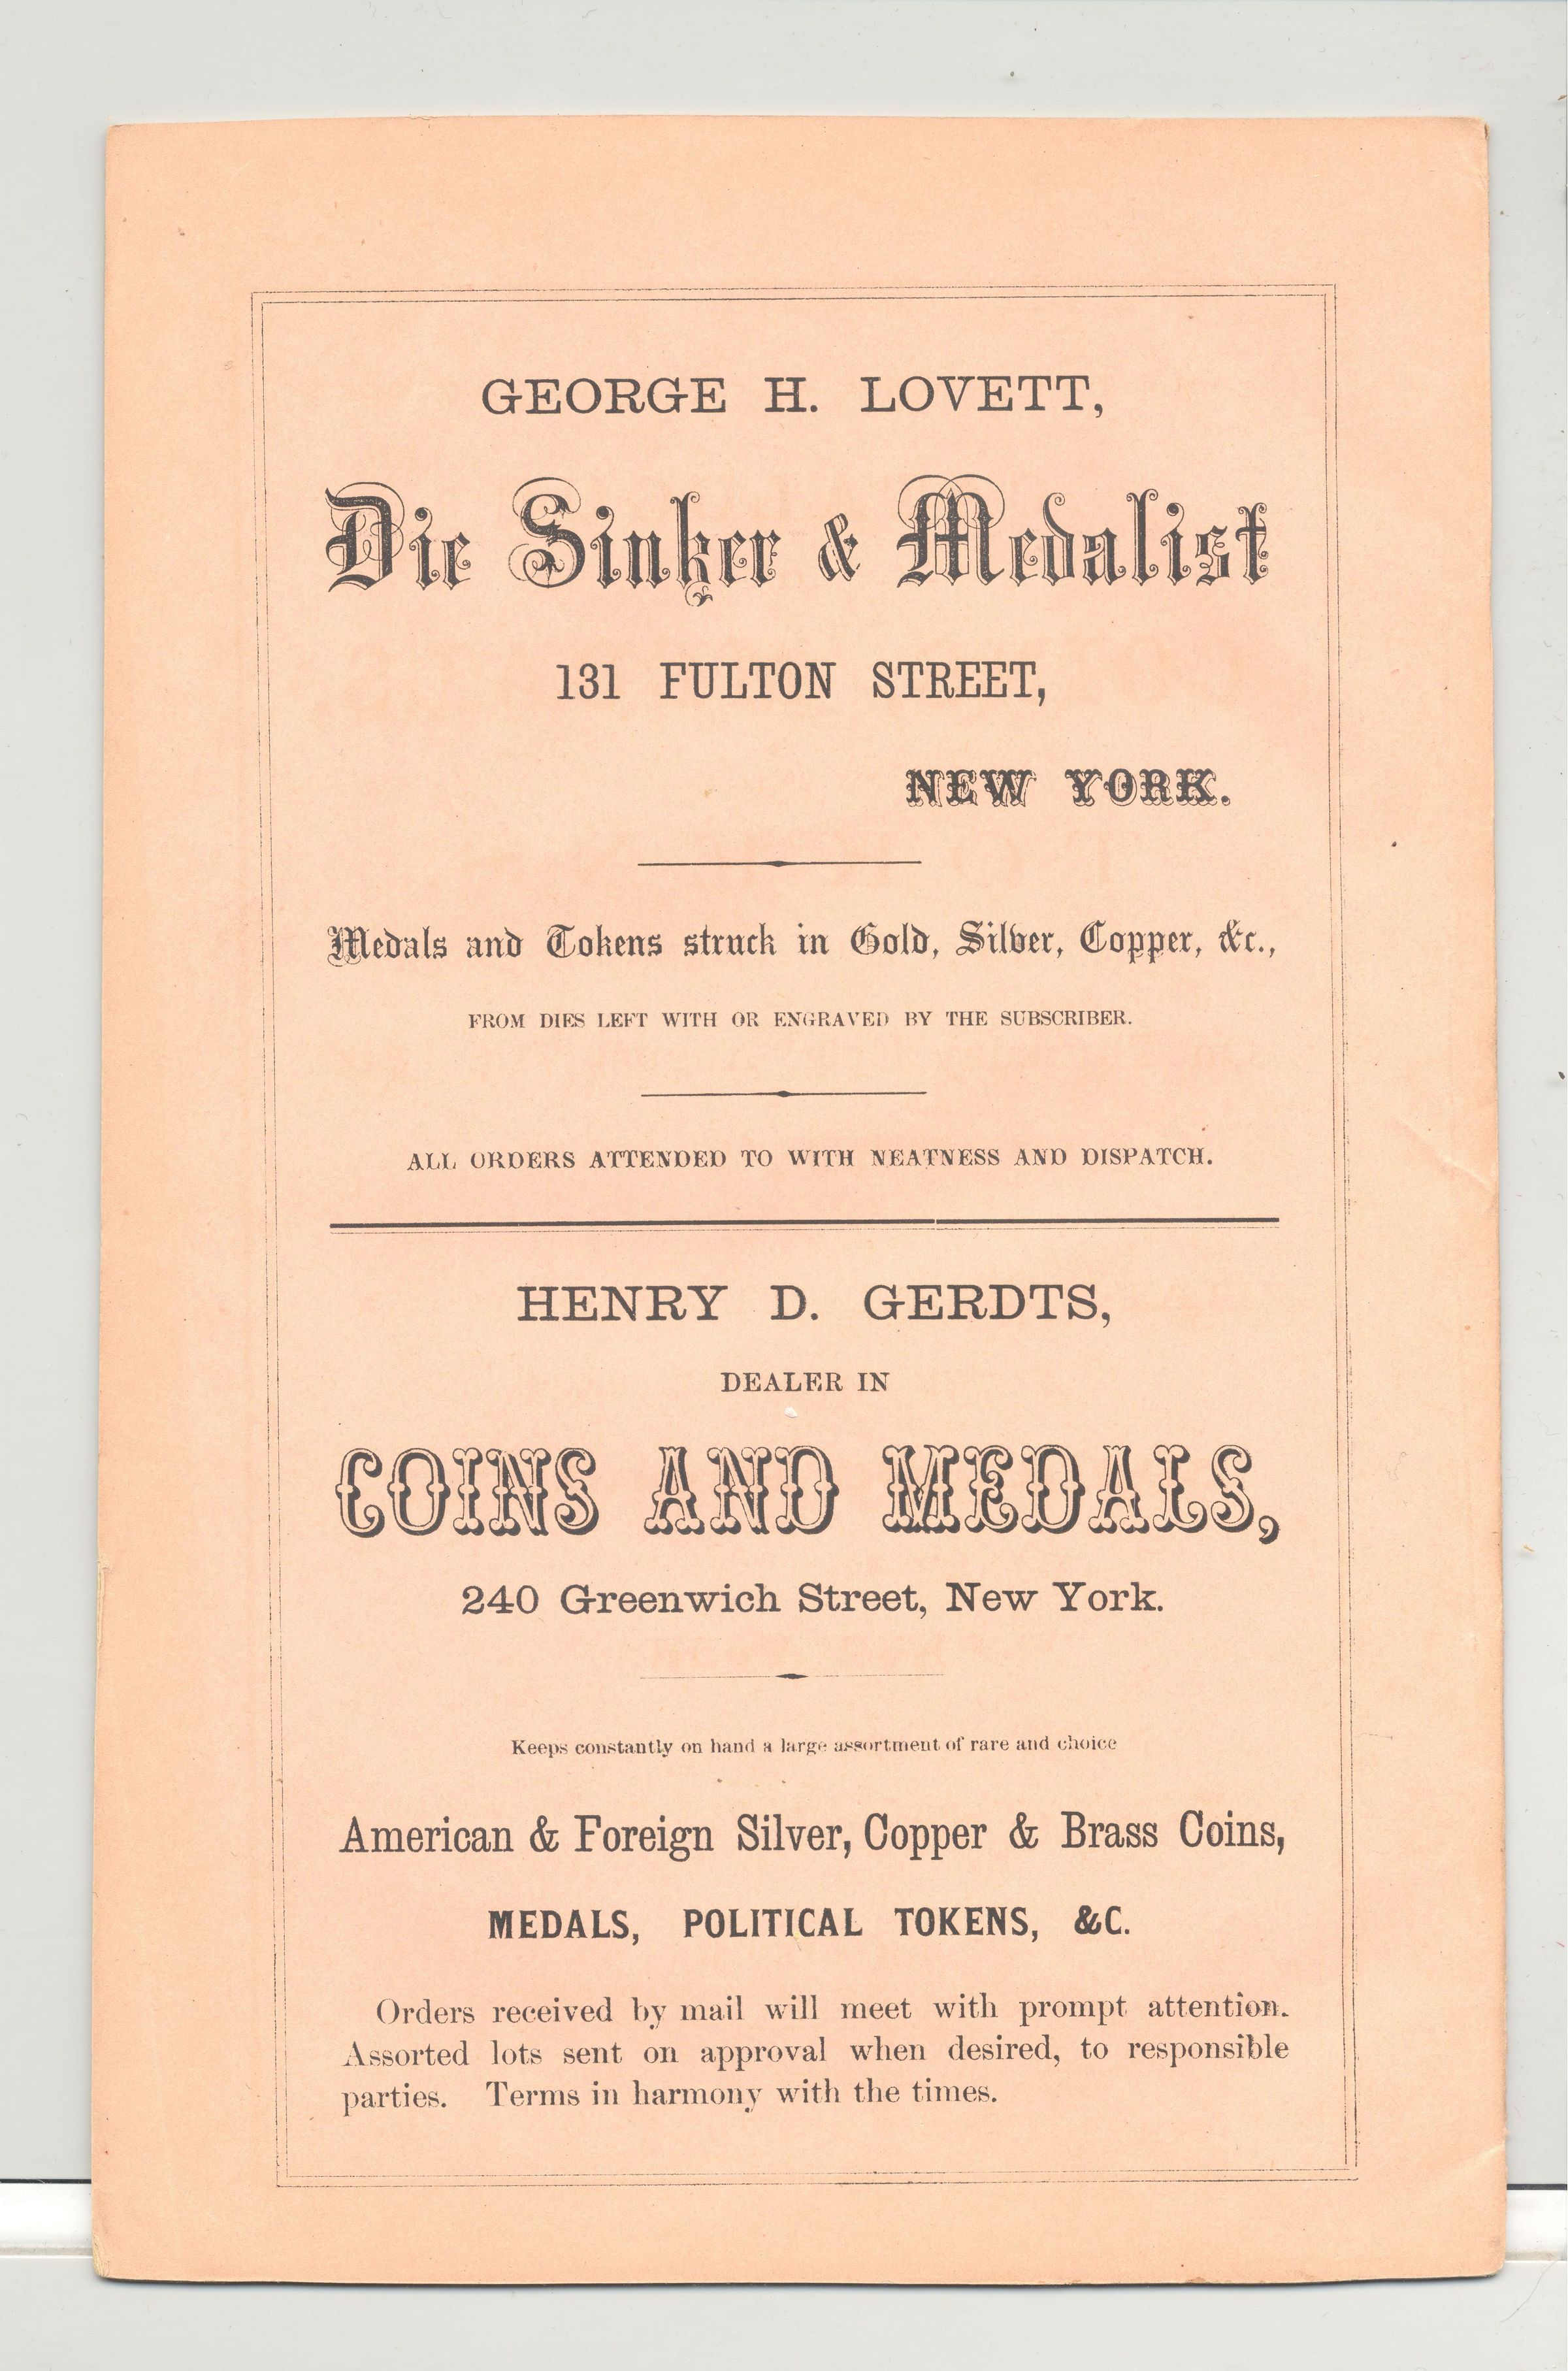 GEORGE H. LOVETT,
Die Sinker & Medalist
131 FULTON STREET,
NEW YORK.
Medals and Tokens struck in Gold, Silver, Copper, &c.,
FROM DIES LEFT WITH OR ENGRAVED BY THE SUBSCRIBER.
ALL ORDERS ATTENDED TO WITH NEATNESS AND DISPATCH.
HENRY D. GERDTS,
DEALER IN
COINS AND MEDALS,
240 Greenwich Street, New York.
Keeps constantly on hand a large assortment of rare and choice
American & Foreign Silver, Copper & Brass Coins,
MEDALS, POLITICAL TOKENS, &C.
Orders received by mail will meet with prompt attention.
Assorted lots sent on approval when desired, to responsible
parties. Terms in harmony with the times.